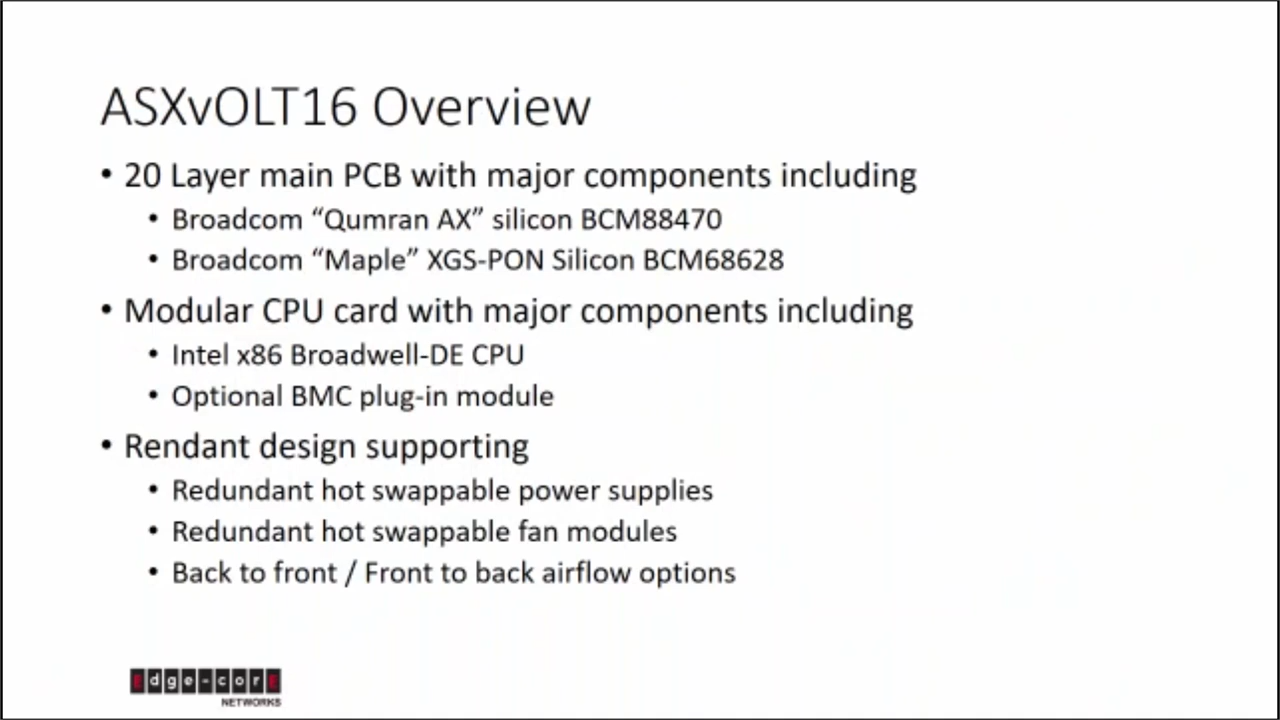 ASXvOLT16 Overview
• 20 Layer main PCB with major components including
• Broadcom “Qumran AX” silicon BCM88470
• Broadcom “Maple” XGS-PON Silicon BCM68628
• Modular CPU card with major components including
• Intel x86 Broadwell-DE CPU
• Optional BMC plug-in module
• Rendant design supporting
• Redundant hot swappable power supplies
• Redundant hot swappable fan modules
• Back to front / Front to back airflow options
Edge-corE
NETWORKS